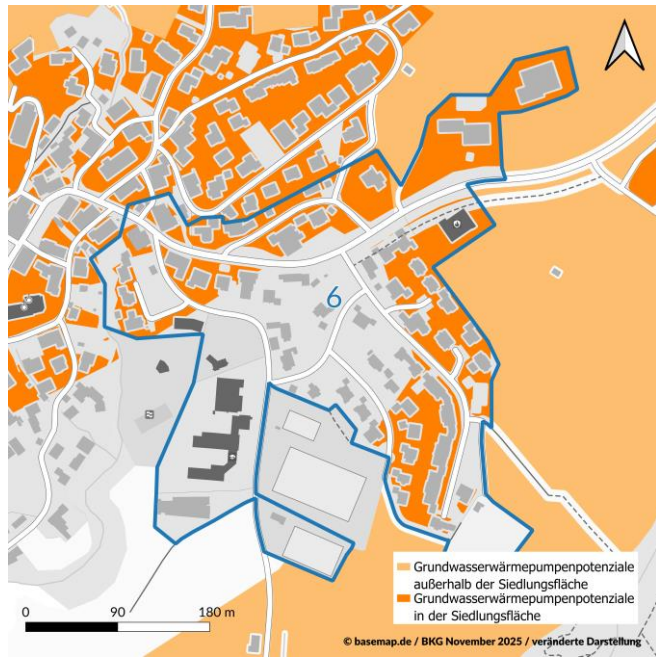 6
Grundwasserwärmepumpenpotenziale
außerhalb der Siedlungsfläche
Grundwasserwärmepumpenpotenziale
in der Siedlungsfläche
0 90 180 m
© basemap.de / BKG November 2025 / veränderte Darstellung